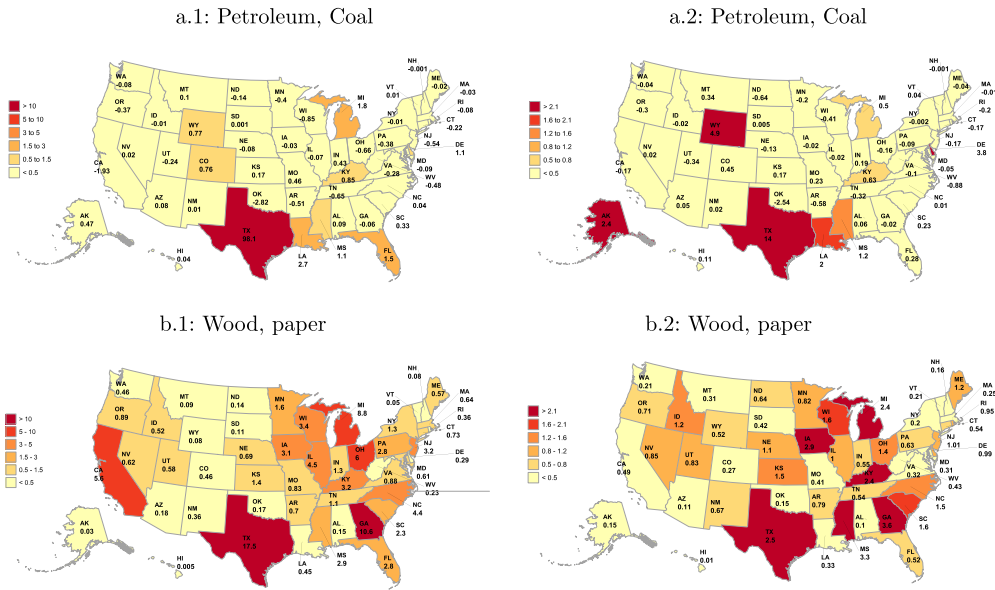 a.1: Petroleum, Coal
> 10
5 to 10
3 to 5
1.5 to 3
0.5 to 1.5
< 0.5
WA
-0.08
OR
-0.37
CA
-1.93
NV
0.02
ID
-0.01
MT
0.1
WY
0.77
UT
-0.24
CO
0.76
AZ
0.08
NM
0.01
ND
-0.14
SD
0.001
NE
-0.08
KS
0.17
OK
-2.82
TX
MN
-0.4
IA
-0.03
MO
0.46
AR
-0.51
LA
2.7
WI
-0.85
IL
-0.07
MI
1.8
IN
0.43
OH
-0.66
KY
0.85
TN
-0.65
MS
1.1
AL
0.09
GA
-0.06
FL
1.5
SC
0.33
NC
0.04
VA
-0.28
WV
-0.48
MD
-0.09
DE
1.1
PA
-0.38
NJ
-0.54
NY
-0.01
CT
-0.22
RI
-0.08
MA
-0.03
VT
0.01
NH
-0.001
ME
-0.02
AK
0.47
HI
0.04
a.2: Petroleum, Coal
> 2.1
1.6 to 2.1
1.2 to 1.6
0.8 to 1.2
0.5 to 0.8
< 0.5
WA
-0.04
OR
-0.3
CA
-0.17
NV
0.02
ID
-0.02
MT
0.34
WY
4.9
UT
-0.34
CO
0.45
AZ
0.05
NM
0.02
ND
-0.64
SD
0.005
NE
-0.13
KS
0.17
OK
-2.54
TX
14
MN
-0.2
IA
-0.02
MO
0.23
AR
-0.58
LA
2
WI
-0.41
IL
-0.02
MI
0.5
IN
0.19
OH
-0.16
KY
0.63
TN
-0.32
MS
1.2
AL
0.06
GA
-0.02
FL
0.28
SC
0.23
NC
0.01
VA
-0.1
WV
-0.88
MD
-0.05
DE
3.8
PA
-0.09
NJ
-0.17
NY
-0.002
CT
-0.17
RI
-0.2
MA
VT
0.04
NH
-0.001
ME
-0.04
AK
2.4
HI
0.11
b.1: Wood, paper
> 10
5 - 10
3 - 5
1.5 - 3
0.5 - 1.5
< 0.5
WA
0.46
OR
0.89
CA
5.6
NV
0.62
ID
0.52
MT
0.09
WY
0.08
UT
0.58
CO
0.46
AZ
0.18
NM
0.36
ND
0.14
SD
0.11
NE
0.69
KS
1.4
OK
0.17
TX
17.5
MN
1.6
IA
3.1
MO
0.83
AR
0.7
LA
0.45
WI
3.4
IL
4.5
MI
8.8
IN
1.3
OH
6
KY
3.2
TN
1.1
MS
2.9
AL
0.15
GA
10.6
FL
2.8
SC
2.3
NC
4.4
VA
0.88
WV
0.23
MD
0.61
DE
0.29
PA
2.8
NJ
3.2
NY
1.3
CT
0.73
RI
0.36
MA
0.64
VT
0.05
NH
0.08
ME
0.57
AK
0.03
HI
0.005
b.2: Wood, paper
> 2.1
1.6 - 2.1
1.2 - 1.6
0.8 - 1.2
0.5 - 0.8
< 0.5
WA
0.21
OR
0.71
CA
0.49
NV
0.85
ID
1.2
MT
0.31
WY
0.52
UT
0.83
CO
0.27
AZ
0.11
NM
0.67
ND
0.64
SD
0.42
NE
1.1
KS
1.5
OK
0.15
TX
2.5
MN
0.82
IA
MO
0.41
AR
0.79
LA
0.33
WI
1.6
IL
1
MI
2.4
IN
0.55
OH
1.4
KY
2.4
TN
0.54
MS
3.3
AL
0.1
GA
3.6
FL
0.52
SC
1.6
NC
1.5
VA
0.32
WV
0.43
MD
0.31
DE
0.99
PA
0.63
NJ
1.01
NY
0.2
CT
0.54
RI
0.95
MA
0.25
VT
0.21
NH
0.16
ME
1.2
AK
0.15
HI
0.01